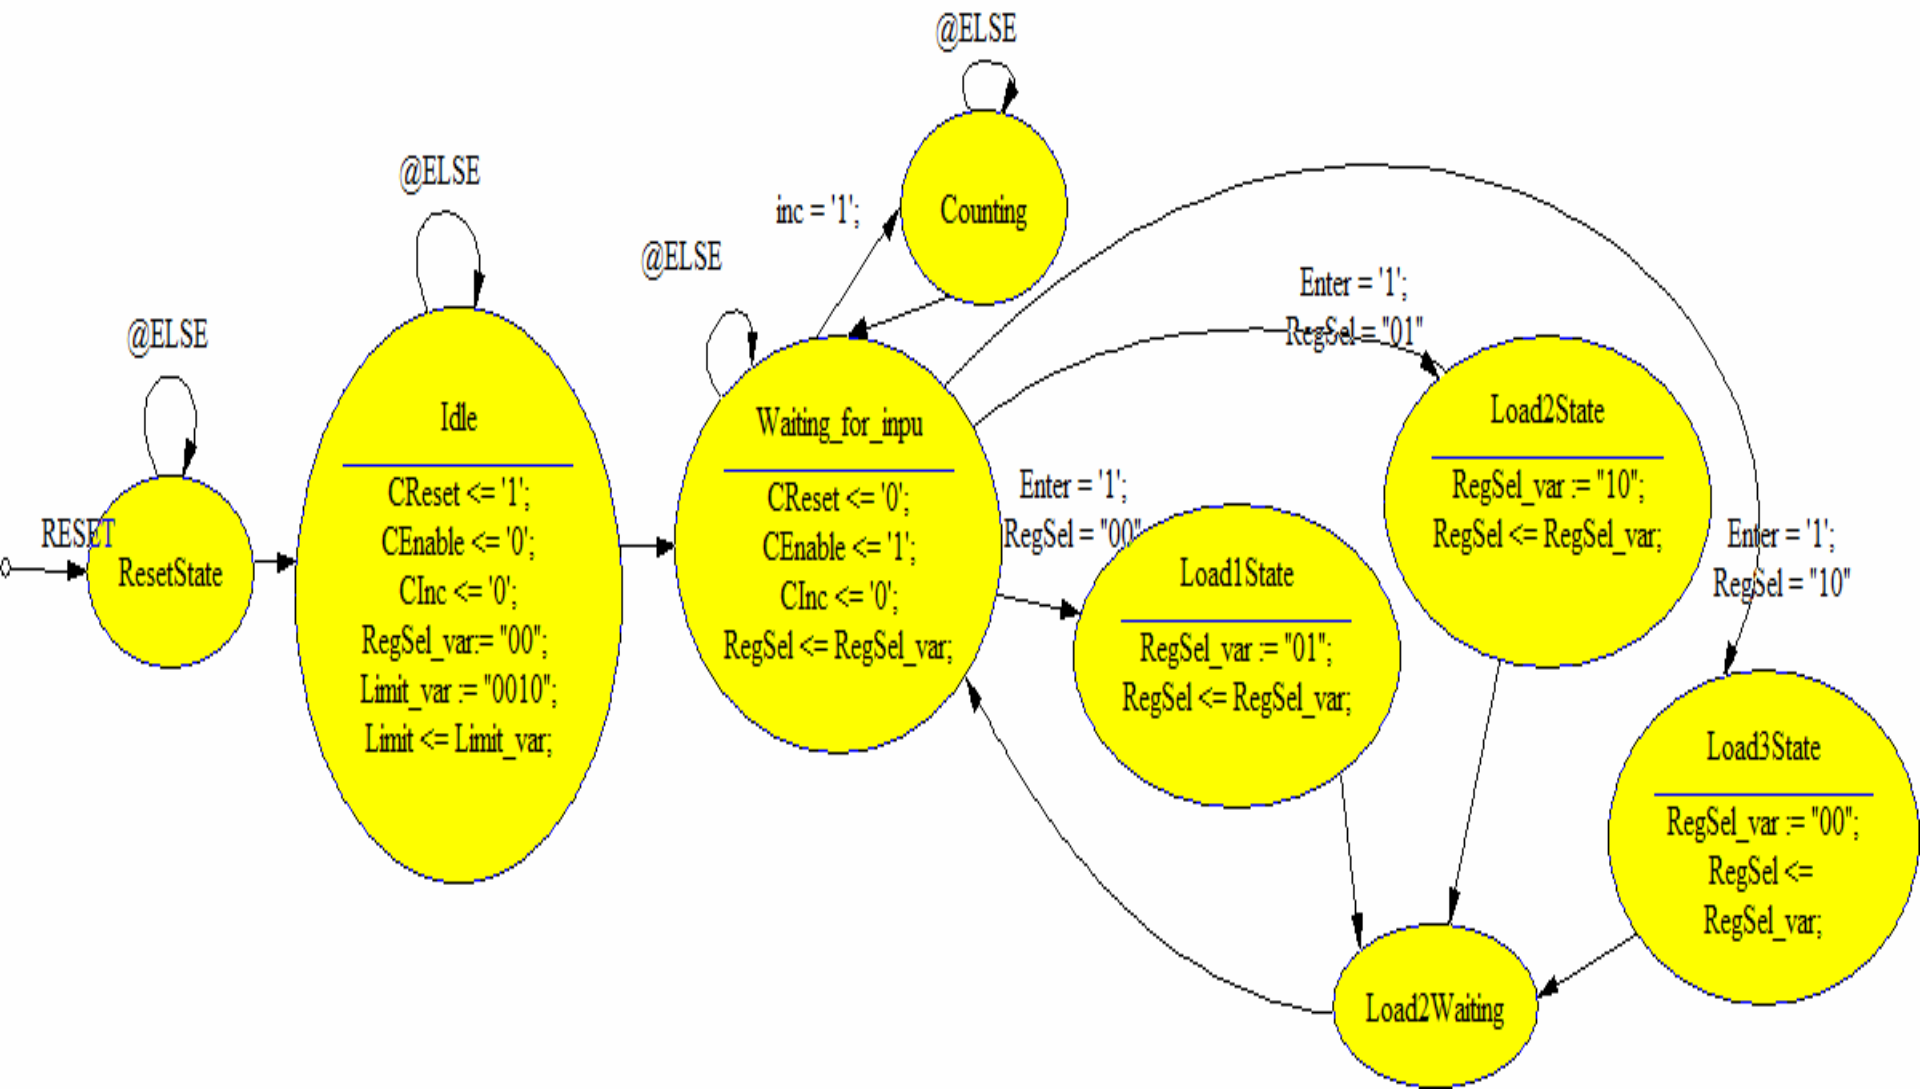 @ELSE
@ELSE
@ELSE
@ELSE
inc = '1';
RESET
ResetState
Idle
CReset <= '1';
CEnable <= '0';
CInc <= '0';
RegSel_var:= "00";
Limit_var := "0010";
Limit <= Limit_var;
Waiting_for_inpu
CReset <= '0';
CEnable <= '1';
CInc <= '0';
RegSel <= RegSel_var;
Counting
Enter = '1';
RegSel = "00"
Load1State
RegSel_var := "01";
RegSel <= RegSel_var;
Enter = '1';
RegSel = "01"
Load2State
RegSel_var := "10";
RegSel <= RegSel_var;
Enter = '1';
RegSel = "10"
Load3State
RegSel_var := "00";
RegSel <=
RegSel_var;
Load2Waiting